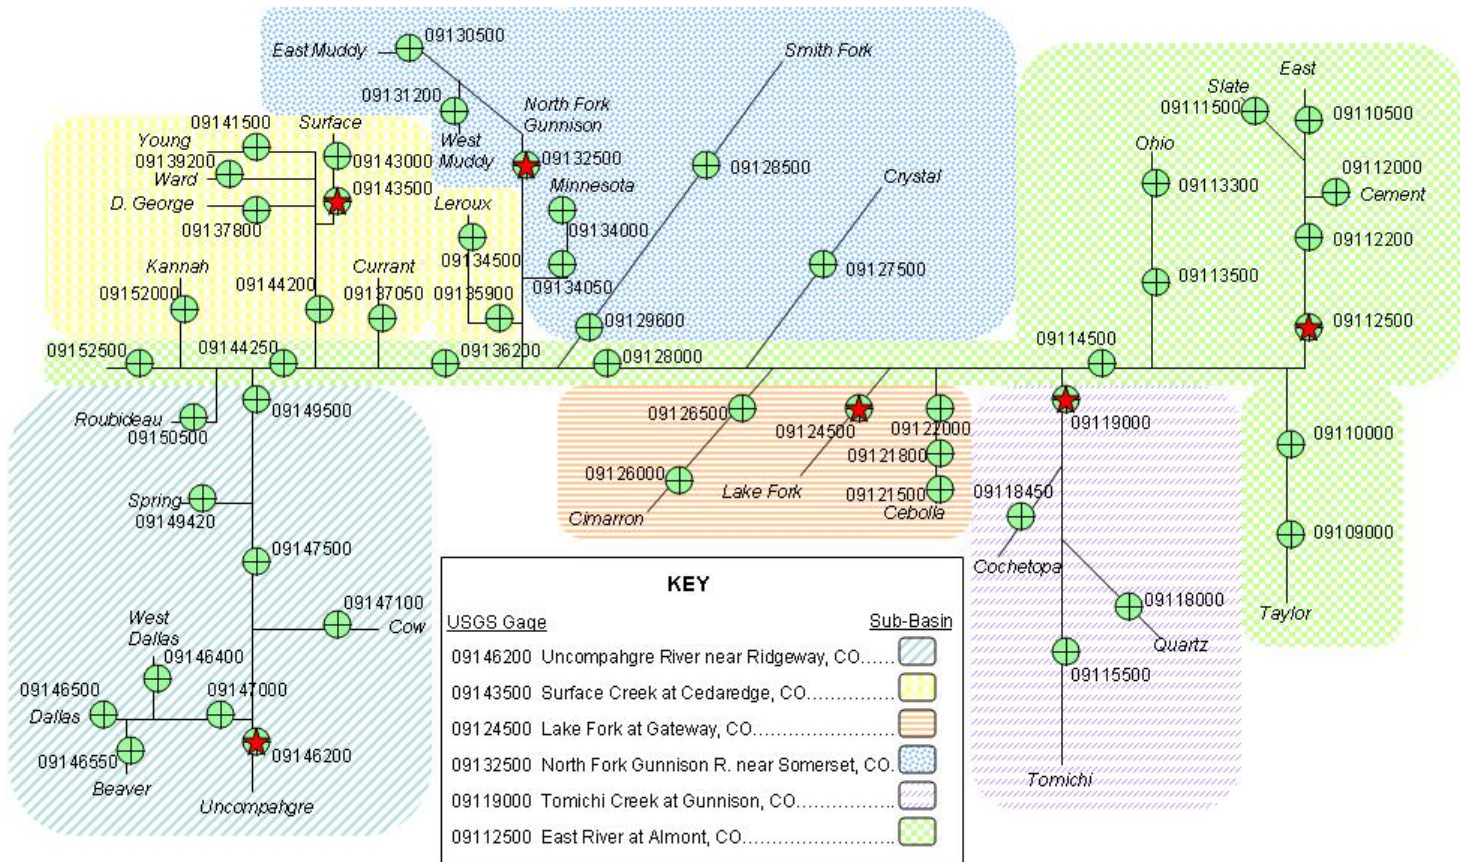 09130500
East Muddy
Smith Fork
09131200
North Fork
Gunnison
West
Muddy
09132500
Minnesota
09134000
09134050
09128500
Crystal
09127500
09129600
East
Slate
09111500
09110500
Ohio
09112000
Cement
09113300
09112200
09113500
09112500
09114500
09141500
Surface
Young
09139200
Ward
09143000
09143500
D. George
09137800
Leroux
09134500
09135900
Kannah
09152000
09144200
Currant
09137050
09152500
09144250
09136200
09128000
Roubideau
09150500
09149500
Spring
09149420
09147500
09147100
Cow
West
Dallas
09146400
09146500
Dallas
09147000
09146550
Beaver
09146200
Uncompahgre
09126500
09124500
09122000
09121800
09126000
09121500
Lake Fork
Cebolla
Cimarron
09119000
09118450
Cochetopa
09118000
Quartz
09115500
Tomichi
09110000
09109000
Taylor
KEY
USGS Gage Sub-Basin
09146200 Uncompahgre River near Ridgeway, CO......
09143500 Surface Creek at Cedaredge, CO...............
09124500 Lake Fork at Gateway, CO.......................
09132500 North Fork Gunnison R. near Somerset, CO.
09119000 Tomichi Creek at Gunnison, CO.................
09112500 East River at Almont, CO.........................